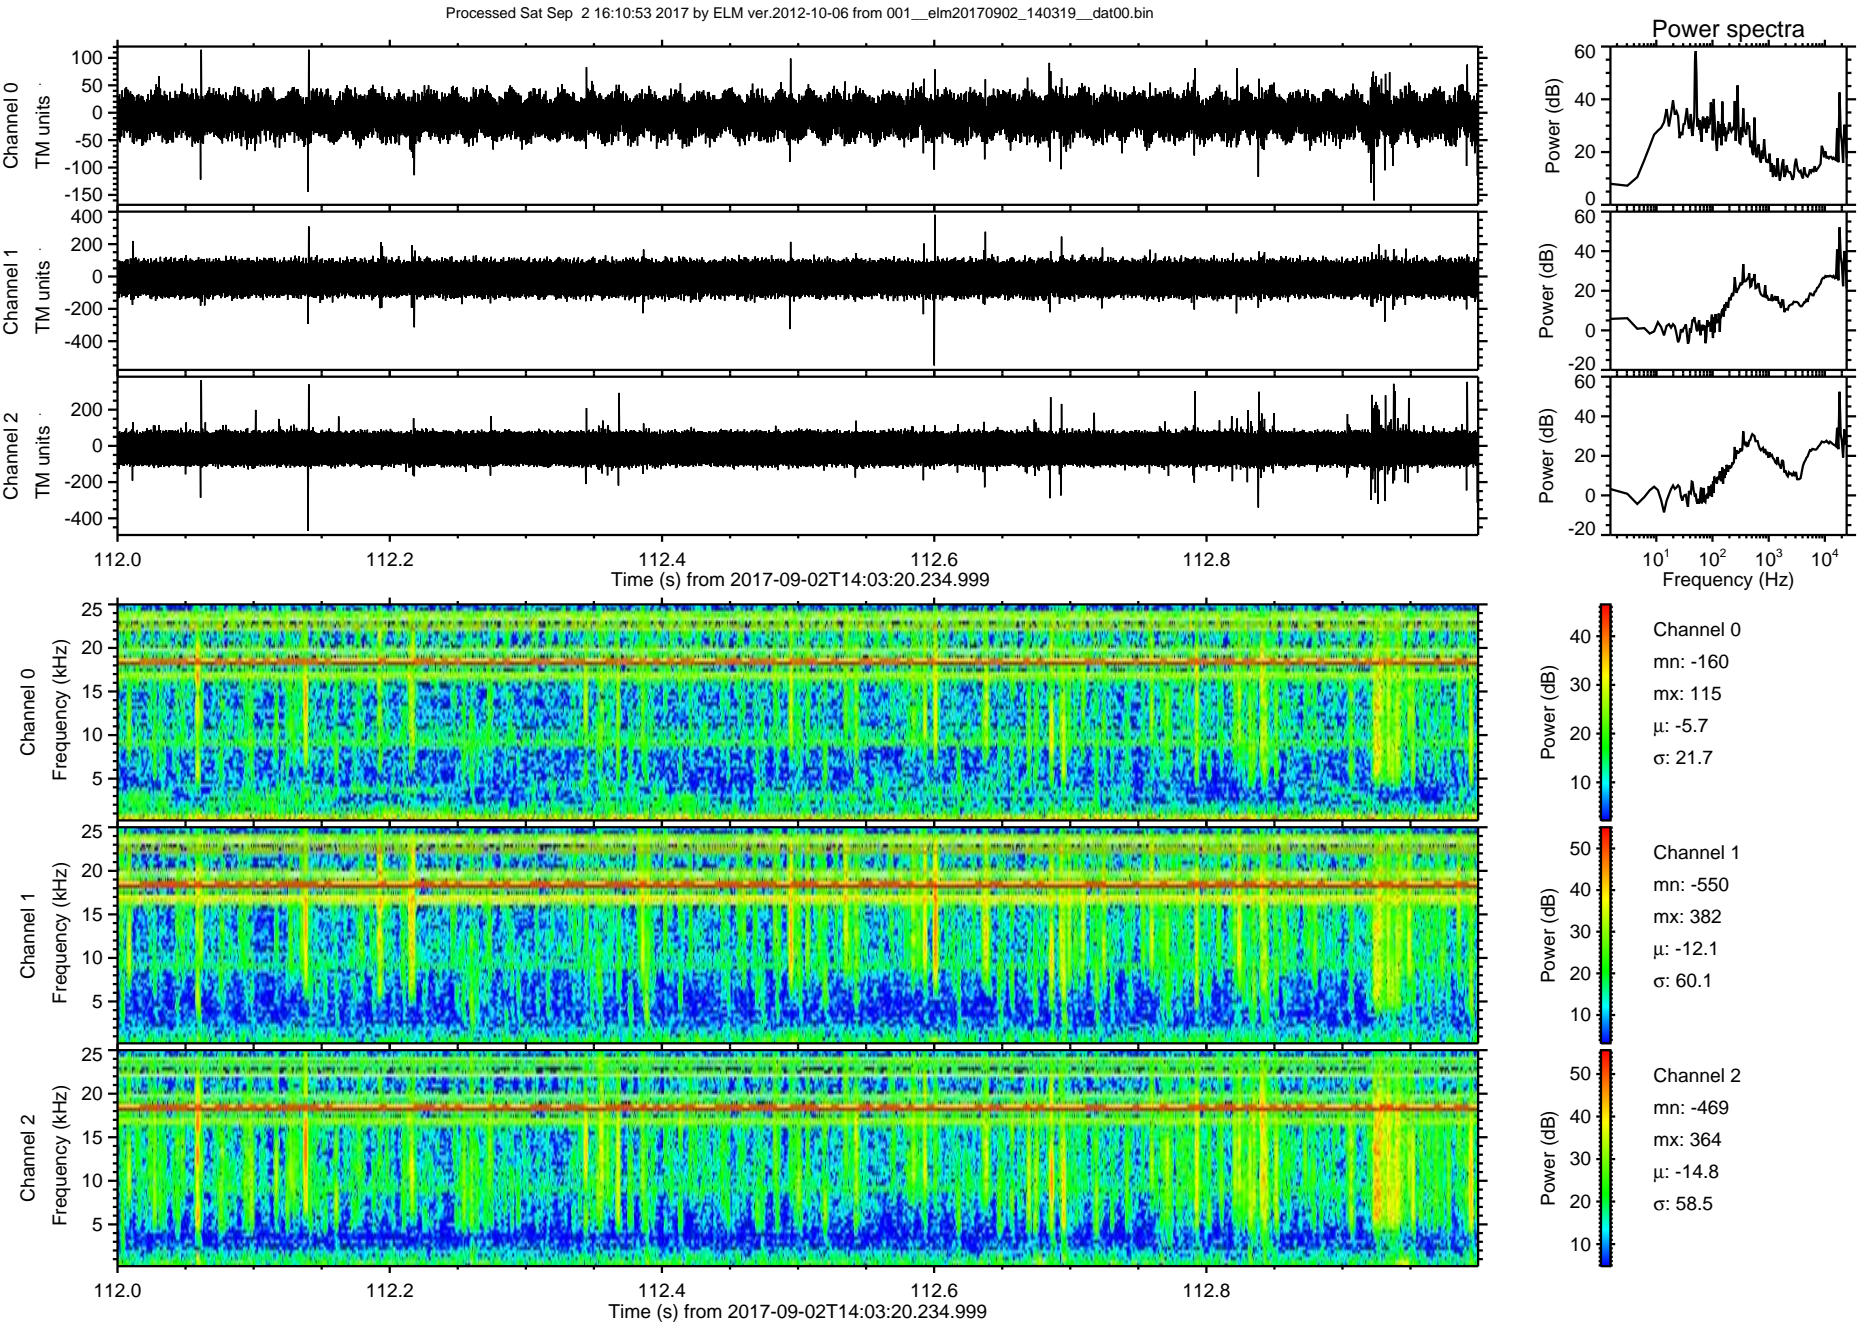 Processed Sat Sep  2 16:10:53 2017 by ELM ver.2012-10-06 from 001__elm20170902_140319__dat00.bin
Power spectra
Channel 0
TM units
100
50
0
-50
-100
-150
Power (dB)
60
40
20
0
Channel 1
TM units
400
200
0
-200
-400
Power (dB)
60
40
20
0
-20
Channel 2
TM units
200
0
-200
-400
Power (dB)
60
40
20
0
-20
112.0
112.2
112.4
112.6
112.8
Time (s) from 2017-09-02T14:03:20.234.999
10^1
10^2
10^3
10^4
Frequency (Hz)
Channel 0
Frequency (kHz)
25
20
15
10
5
Power (dB)
40
30
20
10
Channel 0
mn: -160
mx: 115
μ: -5.7
σ: 21.7
Channel 1
Frequency (kHz)
25
20
15
10
5
Power (dB)
50
40
30
20
10
Channel 1
mn: -550
mx: 382
μ: -12.1
σ: 60.1
Channel 2
Frequency (kHz)
25
20
15
10
5
Power (dB)
50
40
30
20
10
Channel 2
mn: -469
mx: 364
μ: -14.8
σ: 58.5
112.0
112.2
112.4
112.6
112.8
Time (s) from 2017-09-02T14:03:20.234.999